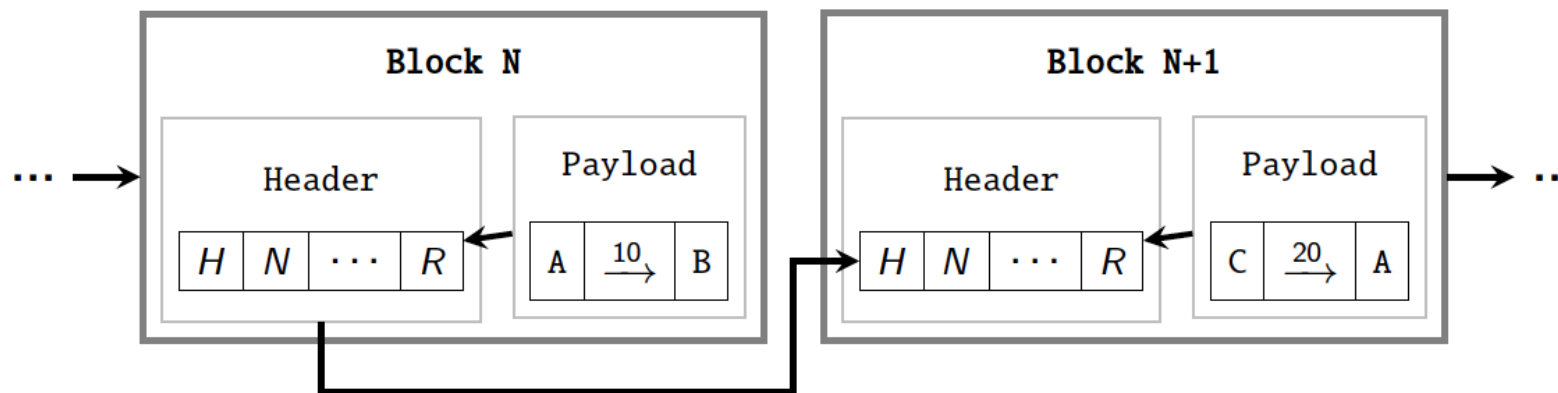 Block N
Header
Payload
H N ··· R
A 10 B
Block N+1
Header
Payload
H N ··· R
C 20 A